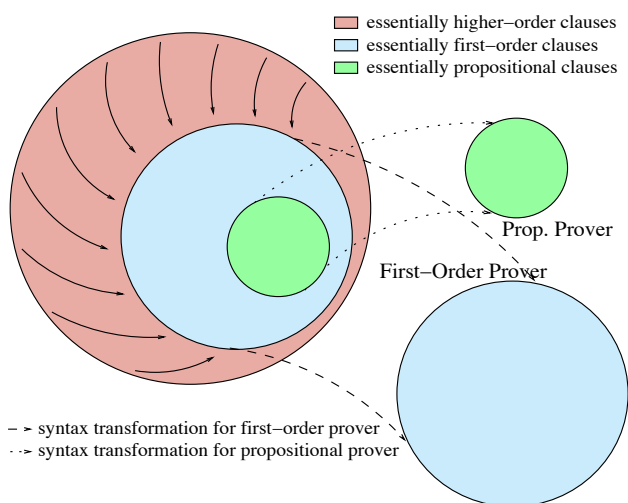 essentially higher−order clauses
essentially first−order clauses
essentially propositional clauses
Prop. Prover
First−Order Prover
syntax transformation for first−order prover
syntax transformation for propositional prover